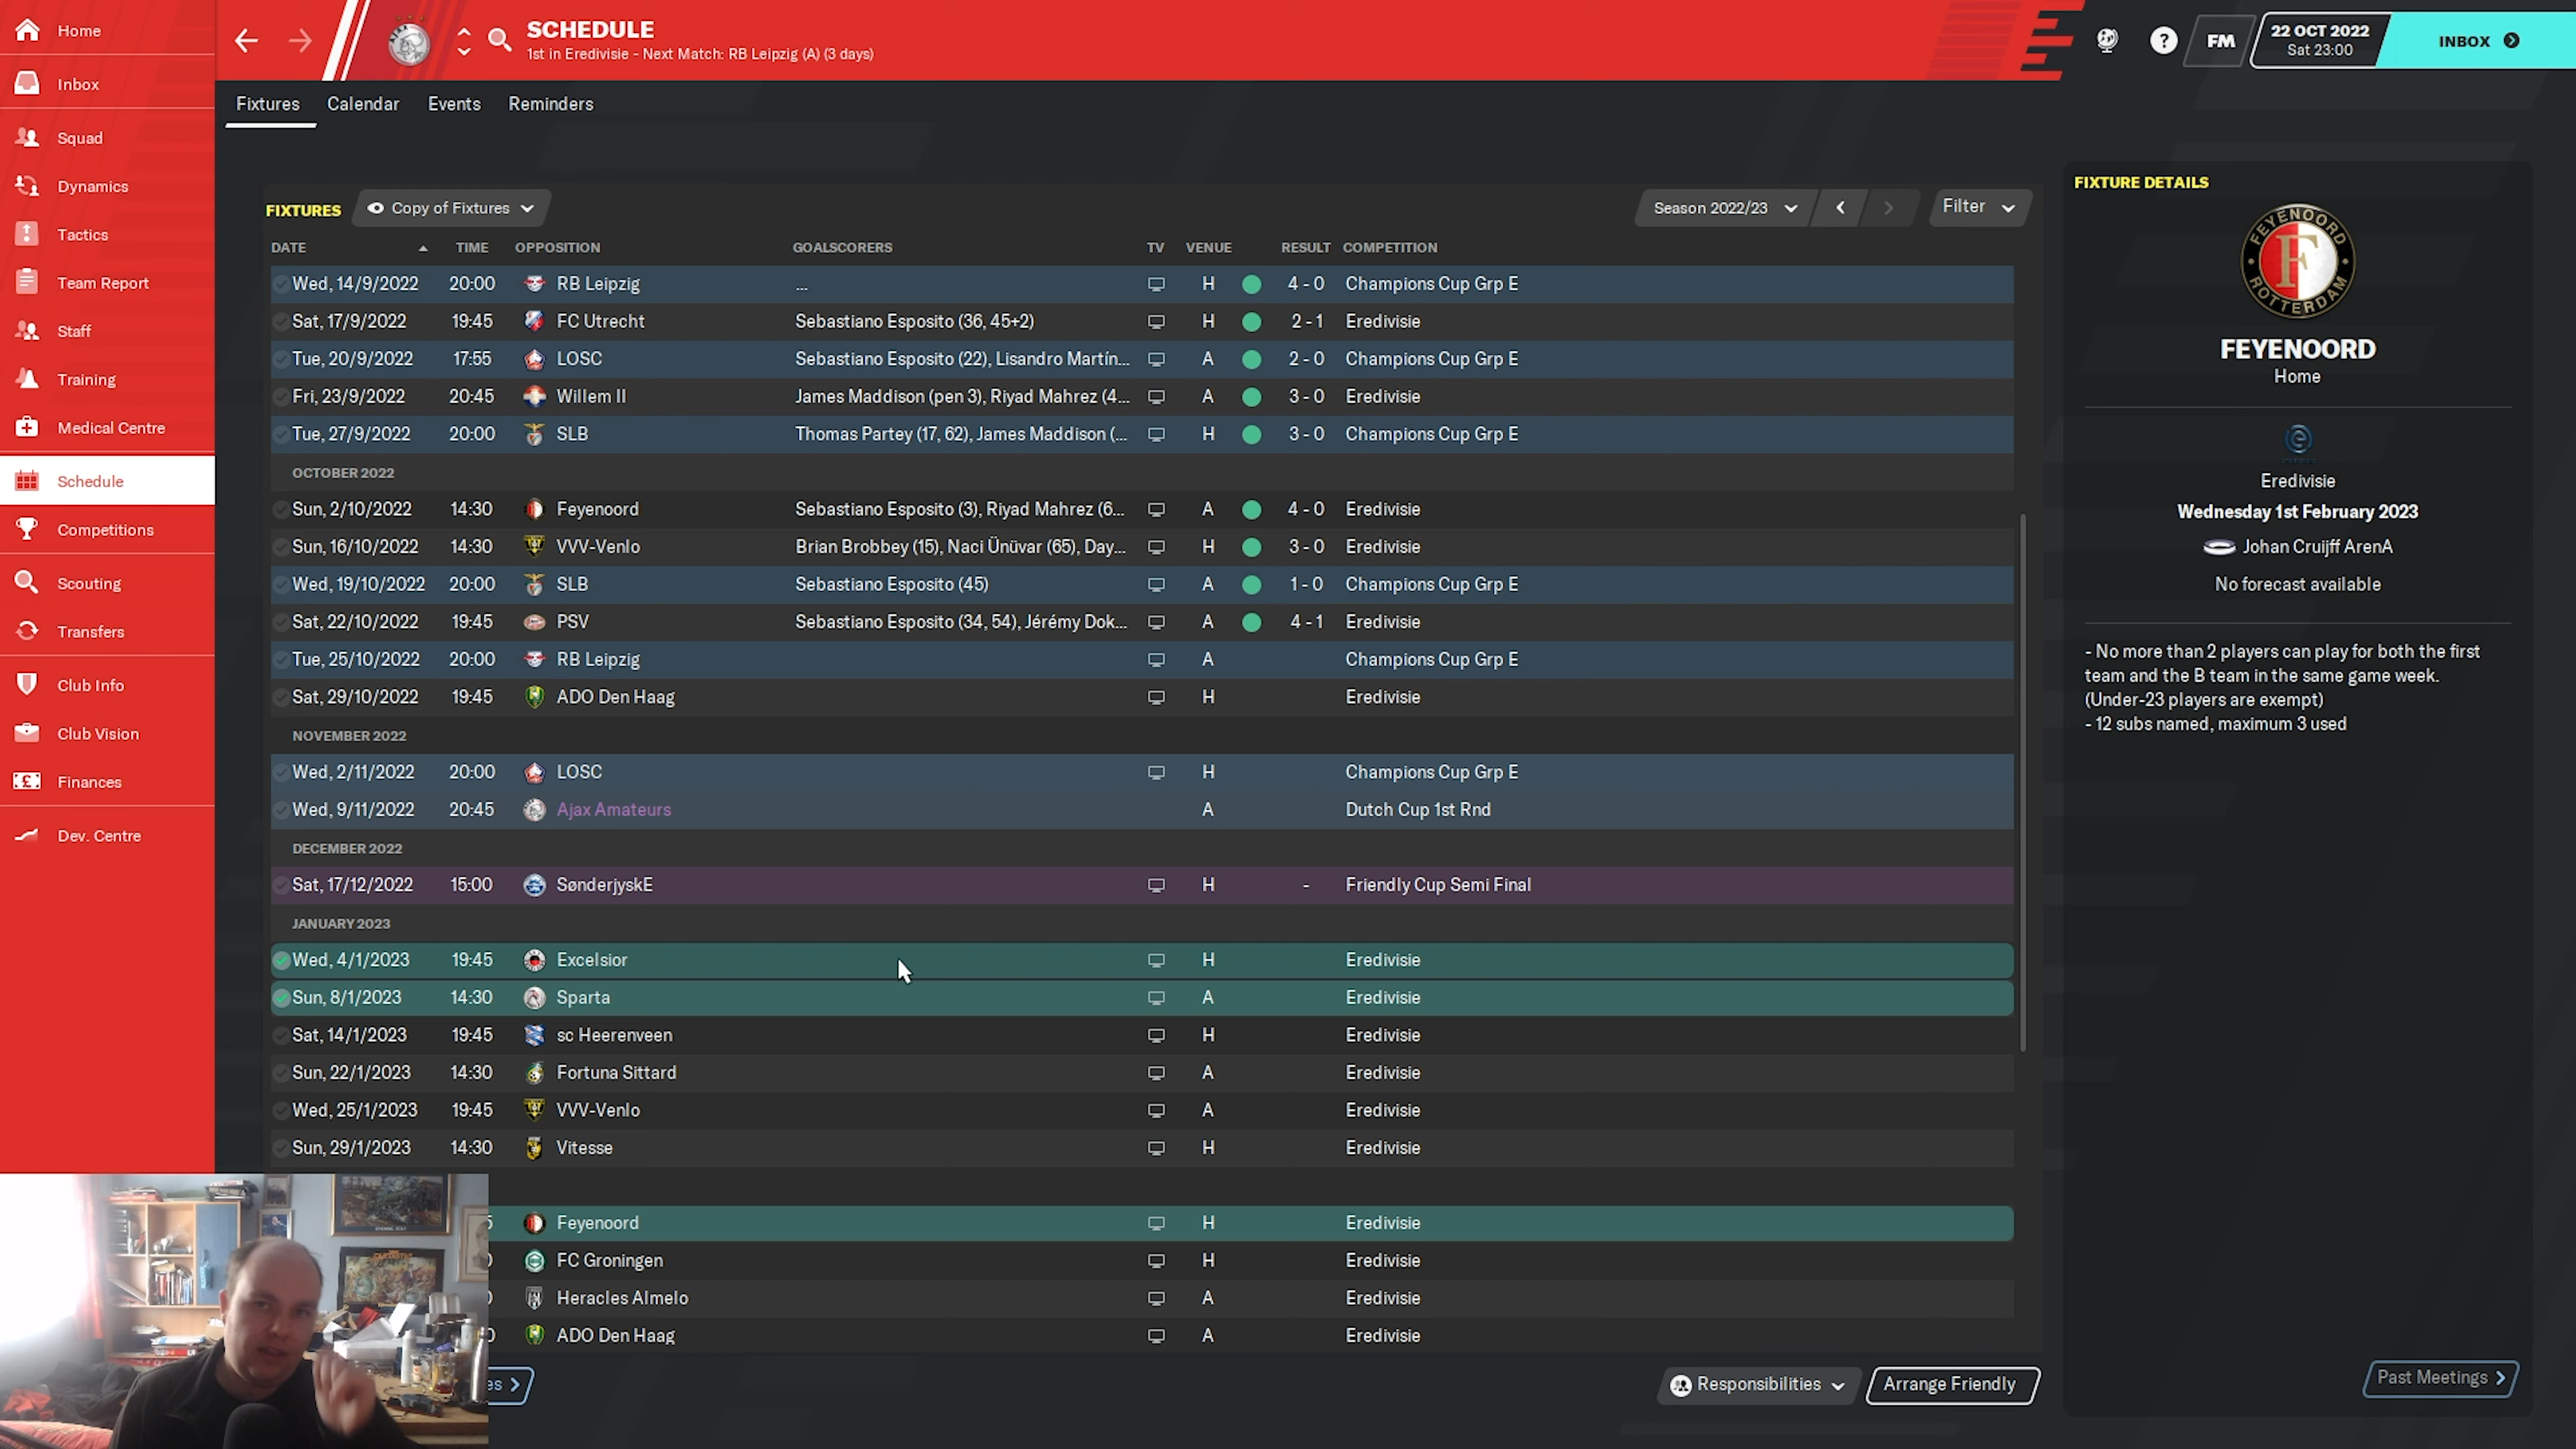 Home
Inbox
Squad
Dynamics
Tactics
Team Report
Staff
Training
Medical Centre
Schedule
Competitions
Scouting
Transfers
Club Info
Club Vision
Finances
Dev. Centre
SCHEDULE
1st in Eredivisie - Next Match: RB Leipzig (A) (3 days)
FM
22 OCT 2022
Sat 23:00
INBOX
Fixtures Calendar Events Reminders
FIXTURES Copy of Fixtures Season 2022/23 Filter
DATE TIME OPPOSITION GOALSCORERS TV VENUE RESULT COMPETITION
Wed, 14/9/2022 20:00 RB Leipzig ... H 4 - 0 Champions Cup Grp E
Sat, 17/9/2022 19:45 FC Utrecht Sebastiano Esposito (36, 45+2) H 2 - 1 Eredivisie
Tue, 20/9/2022 17:55 LOSC Sebastiano Esposito (22), Lisandro Martín... A 2 - 0 Champions Cup Grp E
Fri, 23/9/2022 20:45 Willem II James Maddison (pen 3), Riyad Mahrez (4... A 3 - 0 Eredivisie
Tue, 27/9/2022 20:00 SLB Thomas Partey (17, 62), James Maddison (... H 3 - 0 Champions Cup Grp E
OCTOBER 2022
Sun, 2/10/2022 14:30 Feyenoord Sebastiano Esposito (3), Riyad Mahrez (6... A 4 - 0 Eredivisie
Sun, 16/10/2022 14:30 VVV-Venlo Brian Brobbey (15), Naci Ünüvar (65), Day... H 3 - 0 Eredivisie
Wed, 19/10/2022 20:00 SLB Sebastiano Esposito (45) A 1 - 0 Champions Cup Grp E
Sat, 22/10/2022 19:45 PSV Sebastiano Esposito (34, 54), Jérémy Dok... A 4 - 1 Eredivisie
Tue, 25/10/2022 20:00 RB Leipzig A Champions Cup Grp E
Sat, 29/10/2022 19:45 ADO Den Haag H Eredivisie
NOVEMBER 2022
Wed, 2/11/2022 20:00 LOSC H Champions Cup Grp E
Wed, 9/11/2022 20:45 Ajax Amateurs A Dutch Cup 1st Rnd
DECEMBER 2022
Sat, 17/12/2022 15:00 SønderjyskE H - Friendly Cup Semi Final
JANUARY 2023
Wed, 4/1/2023 19:45 Excelsior H Eredivisie
Sun, 8/1/2023 14:30 Sparta A Eredivisie
Sat, 14/1/2023 19:45 sc Heerenveen H Eredivisie
Sun, 22/1/2023 14:30 Fortuna Sittard A Eredivisie
Wed, 25/1/2023 19:45 VVV-Venlo A Eredivisie
Sun, 29/1/2023 14:30 Vitesse H Eredivisie
Feyenoord H Eredivisie
FC Groningen H Eredivisie
Heracles Almelo A Eredivisie
ADO Den Haag A Eredivisie
es Responsibilities Arrange Friendly
FIXTURE DETAILS
FEYENOORD
ROTTERDAM
FEYENOORD
Home
Eredivisie
Wednesday 1st February 2023
Johan Cruijff ArenA
No forecast available
- No more than 2 players can play for both the first
team and the B team in the same game week.
(Under-23 players are exempt)
- 12 subs named, maximum 3 used
Past Meetings